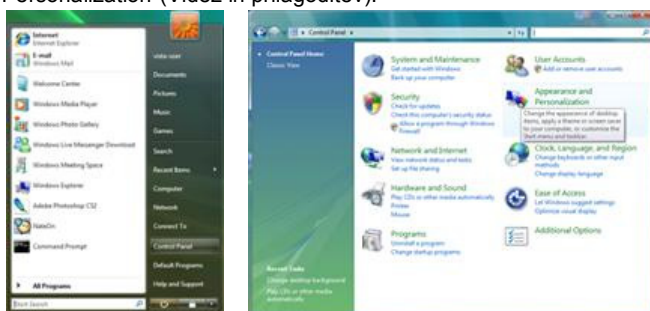 Personalization (Videz in prilagoditev).
Internet
Internet Explorer
E-mail
Windows Mail
Welcome Center
Windows Media Player
Windows Photo Gallery
Windows Live Messenger Download
Windows Meeting Space
Windows Explorer
Adobe Photoshop CS2
NateOn
Command Prompt
All Programs
Start Search
vista user
Documents
Pictures
Music
Games
Search
Recent Items
Computer
Network
Connect To
Control Panel
Default Programs
Help and Support
Control Panel
Control Panel Home
Classic View
Recent Tasks
Change desktop background
Play CDs or other media automatically
System and Maintenance
Get started with Windows
Back up your computer
Security
Check for updates
Check this computer's security status
Allow a program through Windows
Firewall
Network and Internet
View network status and tasks
Set up file sharing
Hardware and Sound
Play CDs or other media automatically
Printer
Mouse
Programs
Uninstall a program
Change startup programs
User Accounts
Add or remove user accounts
Appearance and
Personalization
Change the appearance of desktop
items, apply a theme or screen saver
to your computer, or customize the
Start menu and taskbar.
Clock, Language, and Region
Change keyboards or other input
methods
Change display language
Ease of Access
Let Windows suggest settings
Optimize visual display
Additional Options